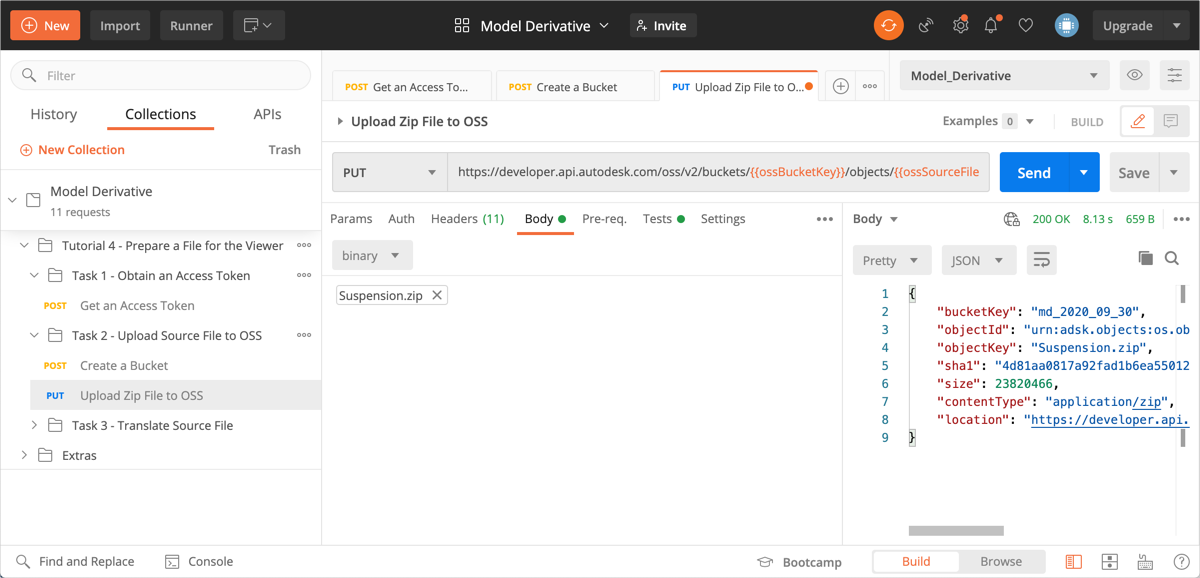 New Import Runner Model Derivative Invite Upgrade
Filter
History Collections APIs
New Collection Trash
Model Derivative
11 requests
Tutorial 4 - Prepare a File for the Viewer
Task 1 - Obtain an Access Token
POST Get an Access Token
Task 2 - Upload Source File to OSS
POST Create a Bucket
PUT Upload Zip File to OSS
Task 3 - Translate Source File
Extras
POST Get an Access To... POST Create a Bucket PUT Upload Zip File to O... Model_Derivative
Upload Zip File to OSS Examples 0 BUILD
PUT https://developer.api.autodesk.com/oss/v2/buckets/{{ossBucketKey}}/objects/{{ossSourceFile Send Save
Params Auth Headers (11) Body Pre-req. Tests Settings
binary
Suspension.zip
Body 200 OK 8.13 s 659 B
Pretty JSON
1 {
2 "bucketKey": "md_2020_09_30",
3 "objectId": "urn:adsk.objects:os.ob
4 "objectKey": "Suspension.zip",
5 "sha1": "4d81aa0817a92fad1b6ea55012
6 "size": 23820466,
7 "contentType": "application/zip",
8 "location": "https://developer.api.
9 }
Find and Replace Console Bootcamp Build Browse